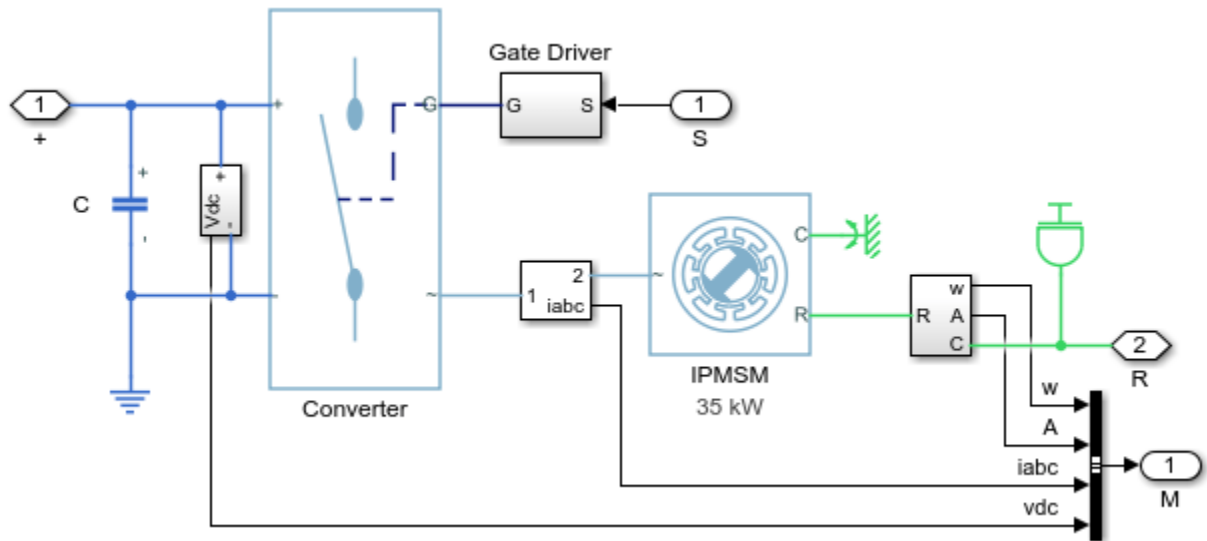 Gate Driver
1
+
+
G
G
S
1
S
C
+
-
Vdc
+
-
-
~
1
2
iabc
~
C
R
R
w
A
C
2
R
Converter
IPMSM
35 kW
w
A
iabc
vdc
1
M